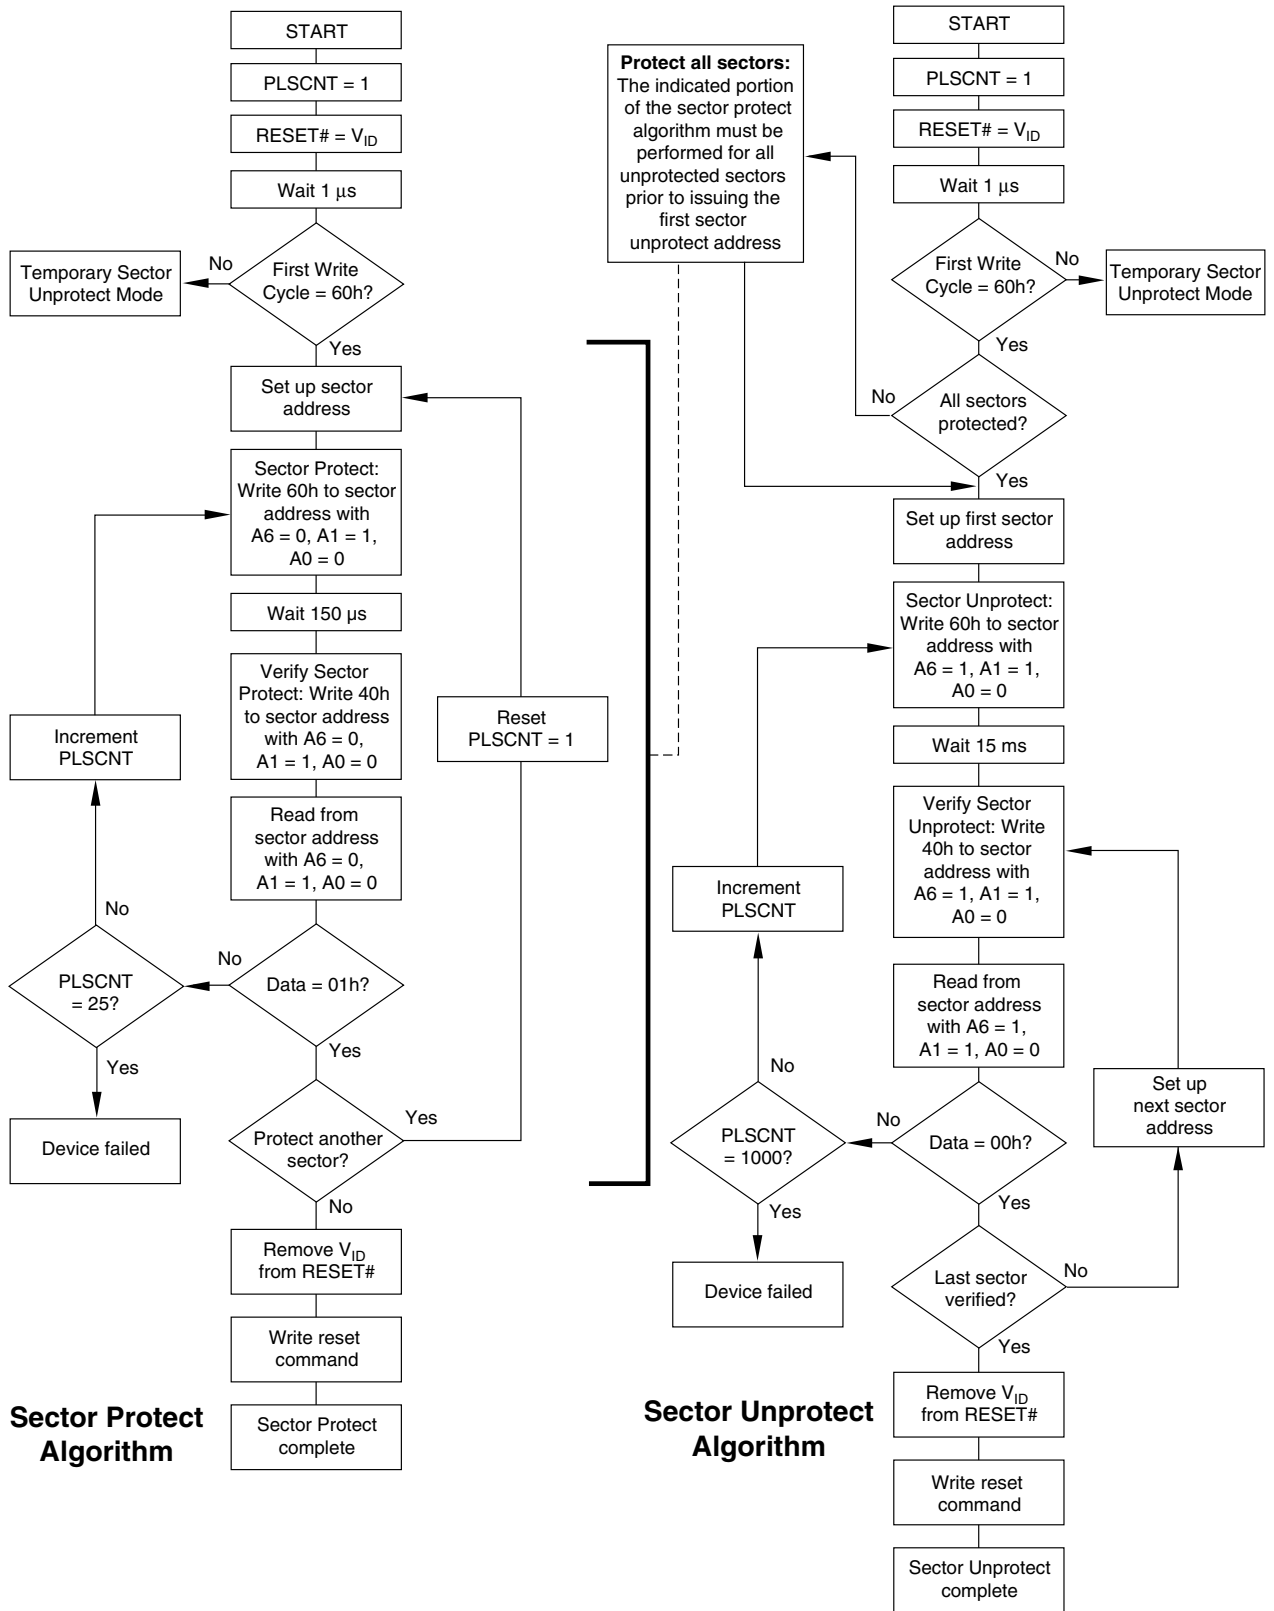 START
PLSCNT = 1
RESET# = VID
Wait 1 μs
First Write
Cycle = 60h?
No
Temporary Sector
Unprotect Mode
Yes
Set up sector
address
Sector Protect:
Write 60h to sector
address with
A6 = 0, A1 = 1,
A0 = 0
Wait 150 µs
Verify Sector
Protect: Write 40h
to sector address
with A6 = 0,
A1 = 1, A0 = 0
Reset
PLSCNT = 1
Increment
PLSCNT
Read from
sector address
with A6 = 0,
A1 = 1, A0 = 0
No
PLSCNT
= 25?
No
Data = 01h?
Yes
Yes
Device failed
Protect another
sector?
Yes
No
Remove VID
from RESET#
Write reset
command
Sector Protect
complete
Sector Protect
Algorithm
Protect all sectors:
The indicated portion
of the sector protect
algorithm must be
performed for all
unprotected sectors
prior to issuing the
first sector
unprotect address
START
PLSCNT = 1
RESET# = VID
Wait 1 μs
First Write
Cycle = 60h?
No
Temporary Sector
Unprotect Mode
Yes
No
All sectors
protected?
Yes
Set up first sector
address
Sector Unprotect:
Write 60h to sector
address with
A6 = 1, A1 = 1,
A0 = 0
Wait 15 ms
Verify Sector
Unprotect: Write
40h to sector
address with
A6 = 1, A1 = 1,
A0 = 0
Increment
PLSCNT
Read from
sector address
with A6 = 1,
A1 = 1, A0 = 0
No
PLSCNT
= 1000?
No
Data = 00h?
Set up
next sector
address
Yes
Yes
Device failed
Last sector
verified?
No
Yes
Remove VID
from RESET#
Write reset
command
Sector Unprotect
complete
Sector Unprotect
Algorithm